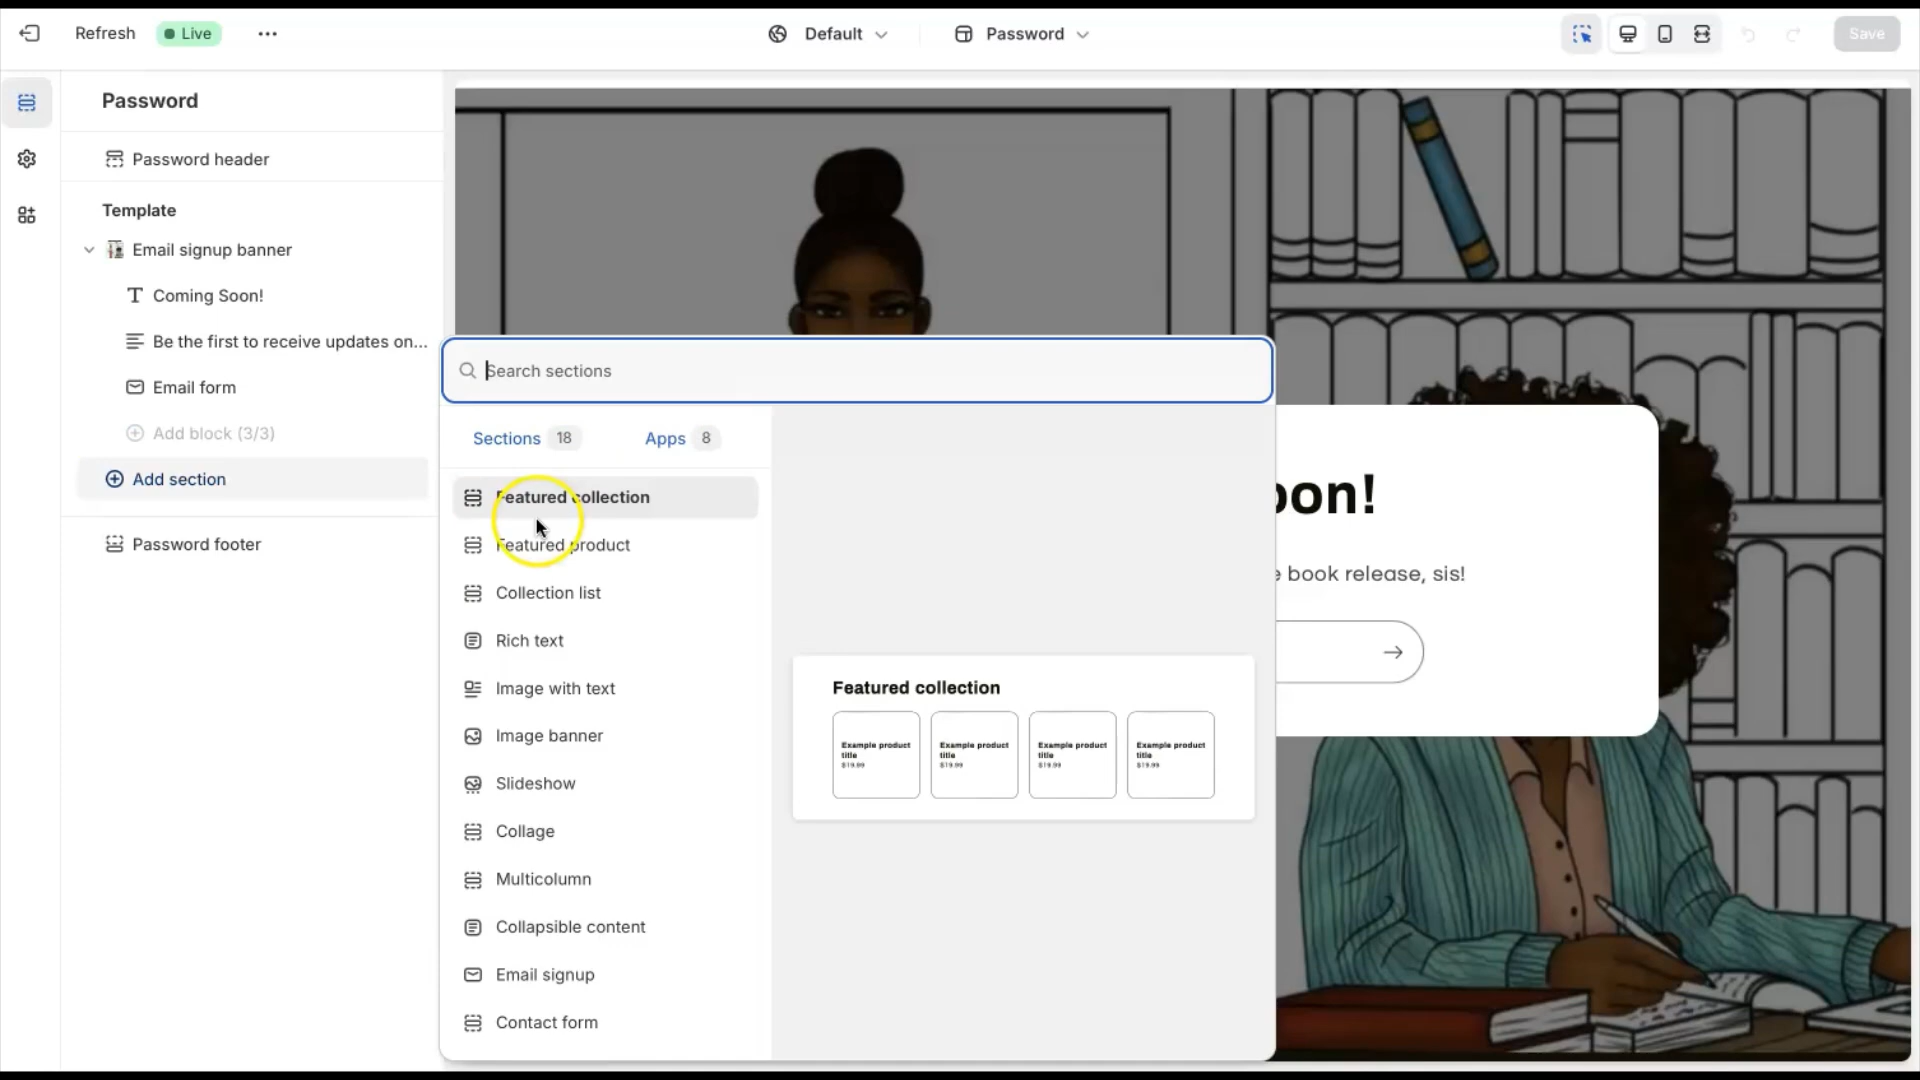 Refresh
Live
Default
Password
Save
Password
Password header
Template
Email signup banner
Coming Soon!
Be the first to receive updates on...
Email form
Add block (3/3)
Add section
Password footer
Search sections
Sections 18
Apps 8
Featured collection
Featured product
Collection list
Rich text
Image with text
Image banner
Slideshow
Collage
Multicolumn
Collapsible content
Email signup
Contact form
Featured collection
Example product
title
$19.99
Example product
title
$19.99
Example product
title
$19.99
Example product
title
$19.99
oon!
e book release, sis!